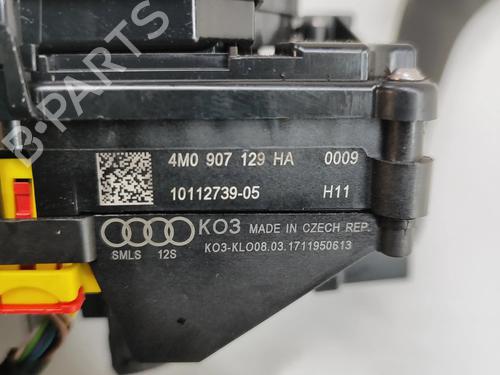 B-PARTS
4M0 907 129 HA 0009
10112739-05 H11
KO3 MADE IN CZECH REP.
SMLS 12S
KO3-KLO08.03.1711950613